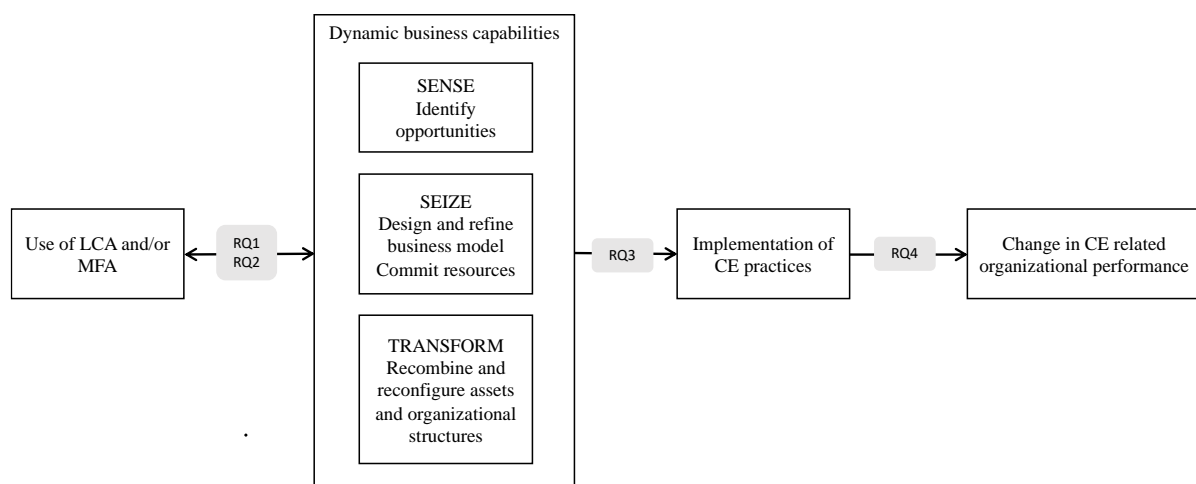 Dynamic business capabilities
SENSE
Identify
opportunities
SEIZE
Design and refine
business model
Commit resources
TRANSFORM
Recombine and
reconfigure assets
and organizational
structures
Use of LCA and/or
MFA
RQ1
RQ2
RQ3
Implementation of
CE practices
RQ4
Change in CE related
organizational performance
.